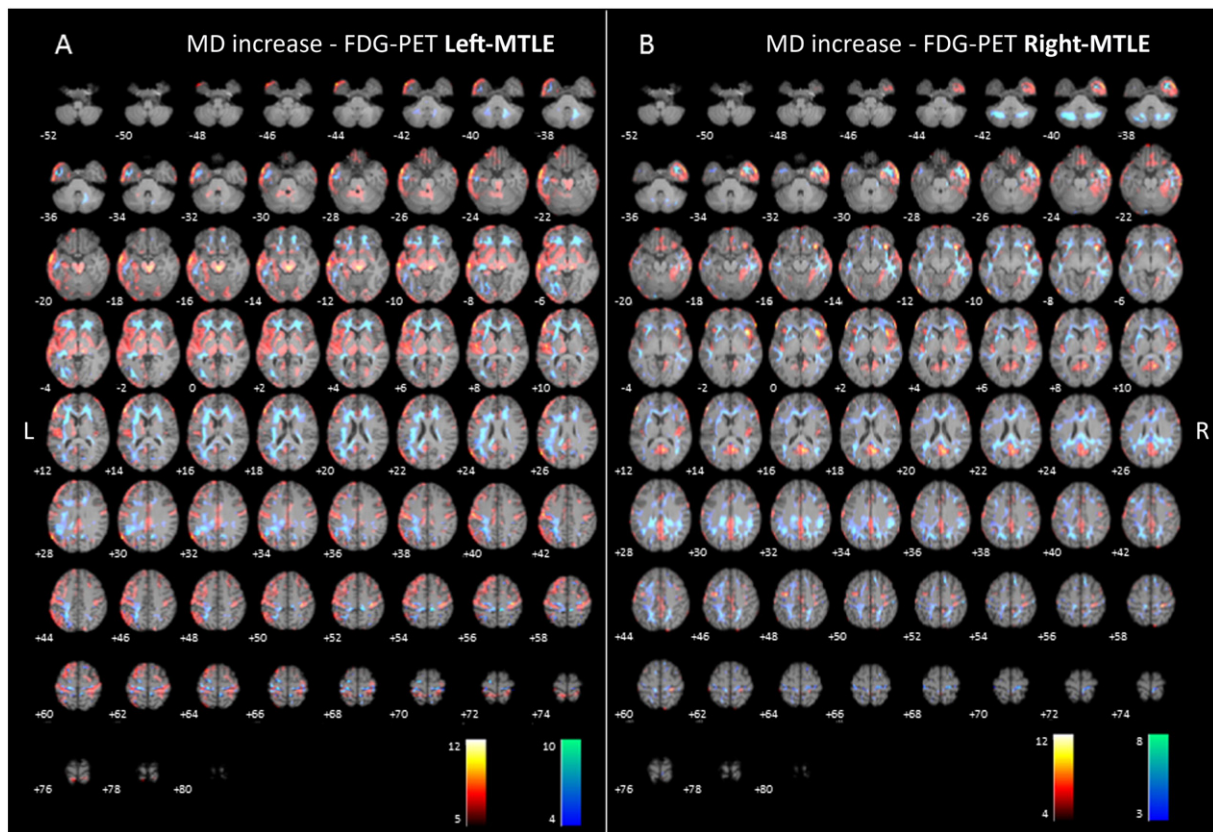 A MD increase - FDG-PET Left-MTLE
-52 -50 -48 -46 -44 -42 -40 -38
-36 -34 -32 -30 -28 -26 -24 -22
-20 -18 -16 -14 -12 -10 -8 -6
-4 -2 0 +2 +4 +6 +8 +10
L
+12 +14 +16 +18 +20 +22 +24 +26
+28 +30 +32 +34 +36 +38 +40 +42
+44 +46 +48 +50 +52 +54 +56 +58
+60 +62 +64 +66 +68 +70 +72 +74
+76 +78 +80
12 10
5 4
B MD increase - FDG-PET Right-MTLE
-52 -50 -48 -46 -44 -42 -40 -38
-36 -34 -32 -30 -28 -26 -24 -22
-20 -18 -16 -14 -12 -10 -8 -6
-4 -2 0 +2 +4 +6 +8 +10
R
+12 +14 +16 +18 +20 +22 +24 +26
+28 +30 +32 +34 +36 +38 +40 +42
+44 +46 +48 +50 +52 +54 +56 +58
+60 +62 +64 +66 +68 +70 +72 +74
+76 +78 +80
12 8
4 3